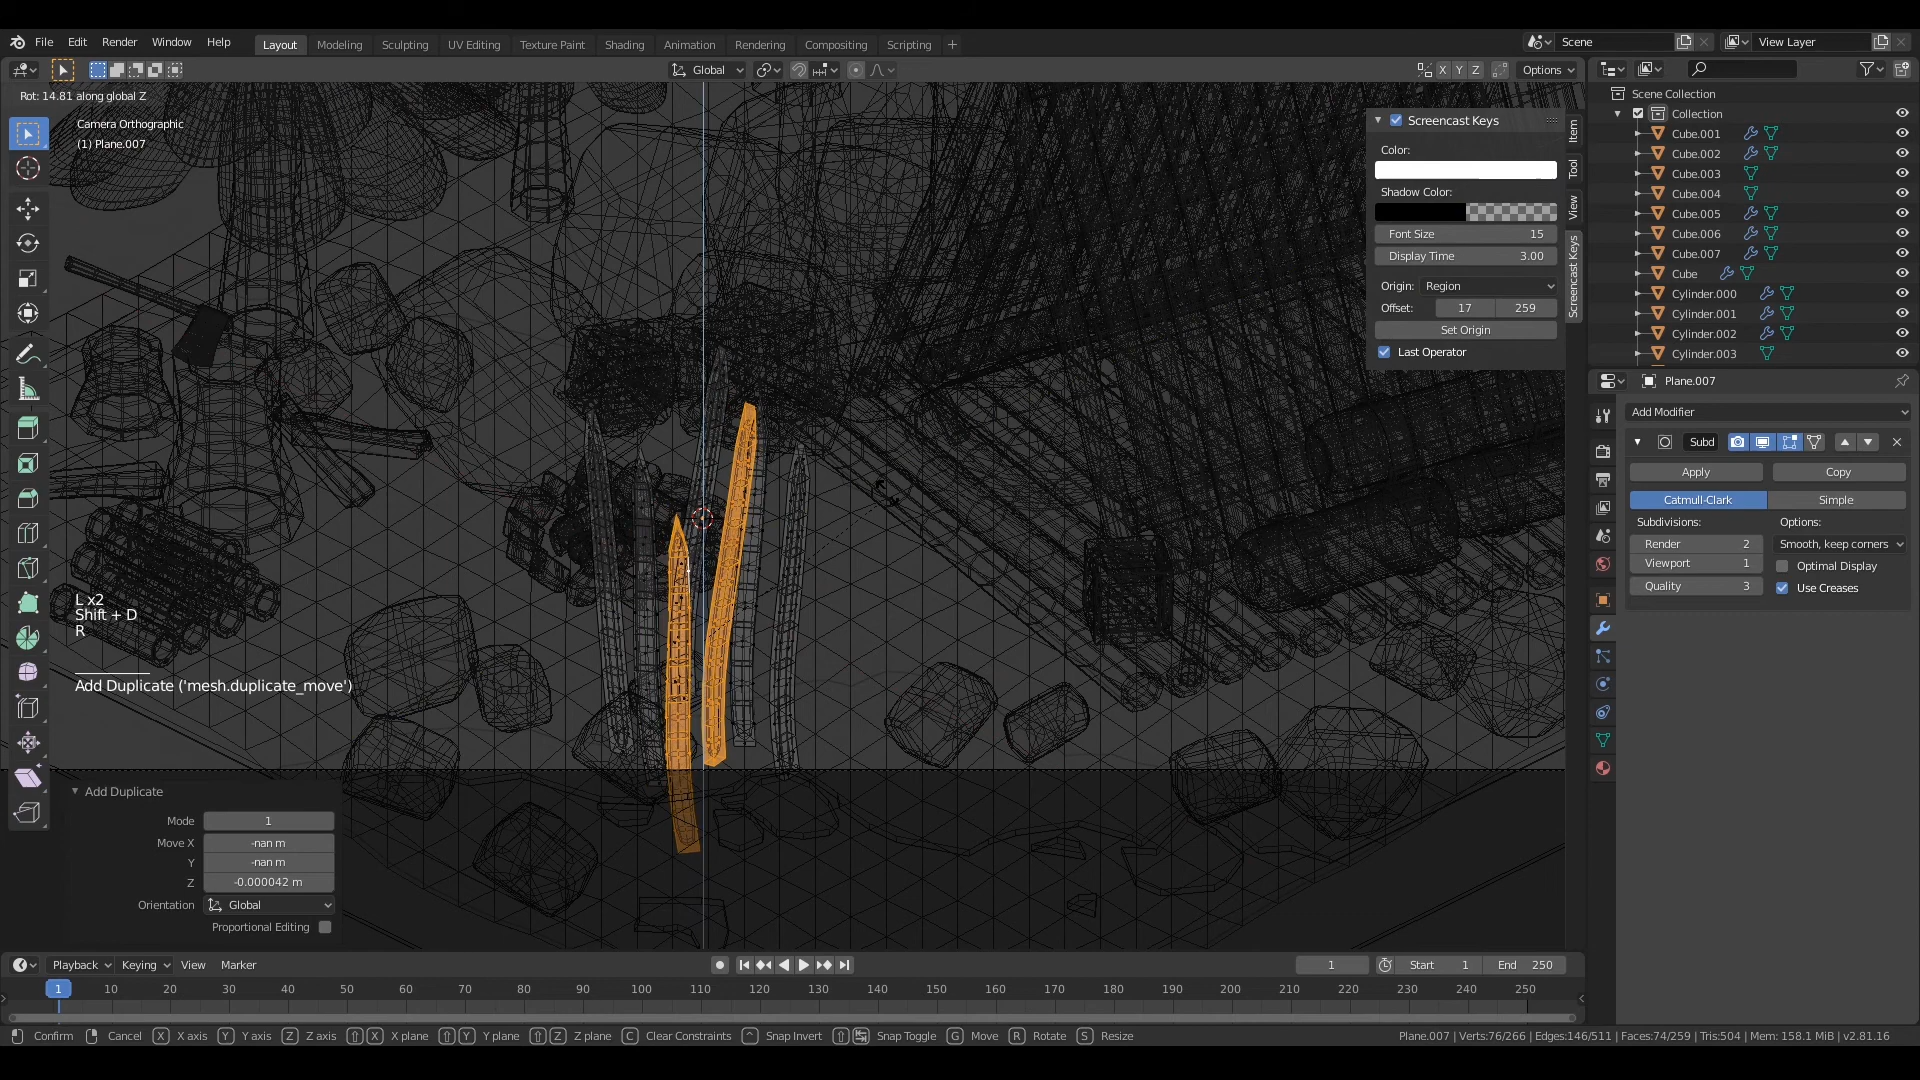 File Edit Render Window Help
Layout Modeling Sculpting UV Editing Texture Paint Shading Animation Rendering Compositing Scripting +
Scene
View Layer
Global
X Y Z
Options
Rot: 14.81 along global Z
Camera Orthographic
(1) Plane.007
Screencast Keys
Color:
Shadow Color:
Font Size 15
Display Time 3.00
Origin: Region
Offset: 17 259
Set Origin
Last Operator
Item
Tool
View
Screencast Keys
Scene Collection
Collection
Cube.001
Cube.002
Cube.003
Cube.004
Cube.005
Cube.006
Cube.007
Cube
Cylinder.000
Cylinder.001
Cylinder.002
Cylinder.003
Plane.007
Add Modifier
Subd
Apply Copy
Catmull-Clark Simple
Subdivisions: Options:
Render 2 Smooth, keep corners
Viewport 1 Optimal Display
Quality 3 Use Creases
L x2
Shift + D
R
Add Duplicate ('mesh.duplicate_move')
Add Duplicate
Mode 1
Move X -nan m
Y -nan m
Z -0.000042 m
Orientation Global
Proportional Editing
Playback Keying View Marker
1 Start 1 End 250
1 10 20 30 40 50 60 70 80 90 100 110 120 130 140 150 160 170 180 190 200 210 220 230 240 250
Confirm Cancel X X axis Y Y axis Z Z axis X X plane Y Y plane Z Z plane C Clear Constraints ^ Snap Invert Snap Toggle G Move R Rotate S Resize
Plane.007 | Verts:76/266 | Edges:146/511 | Faces:74/259 | Tris:504 | Mem: 158.1 MiB | v2.81.16